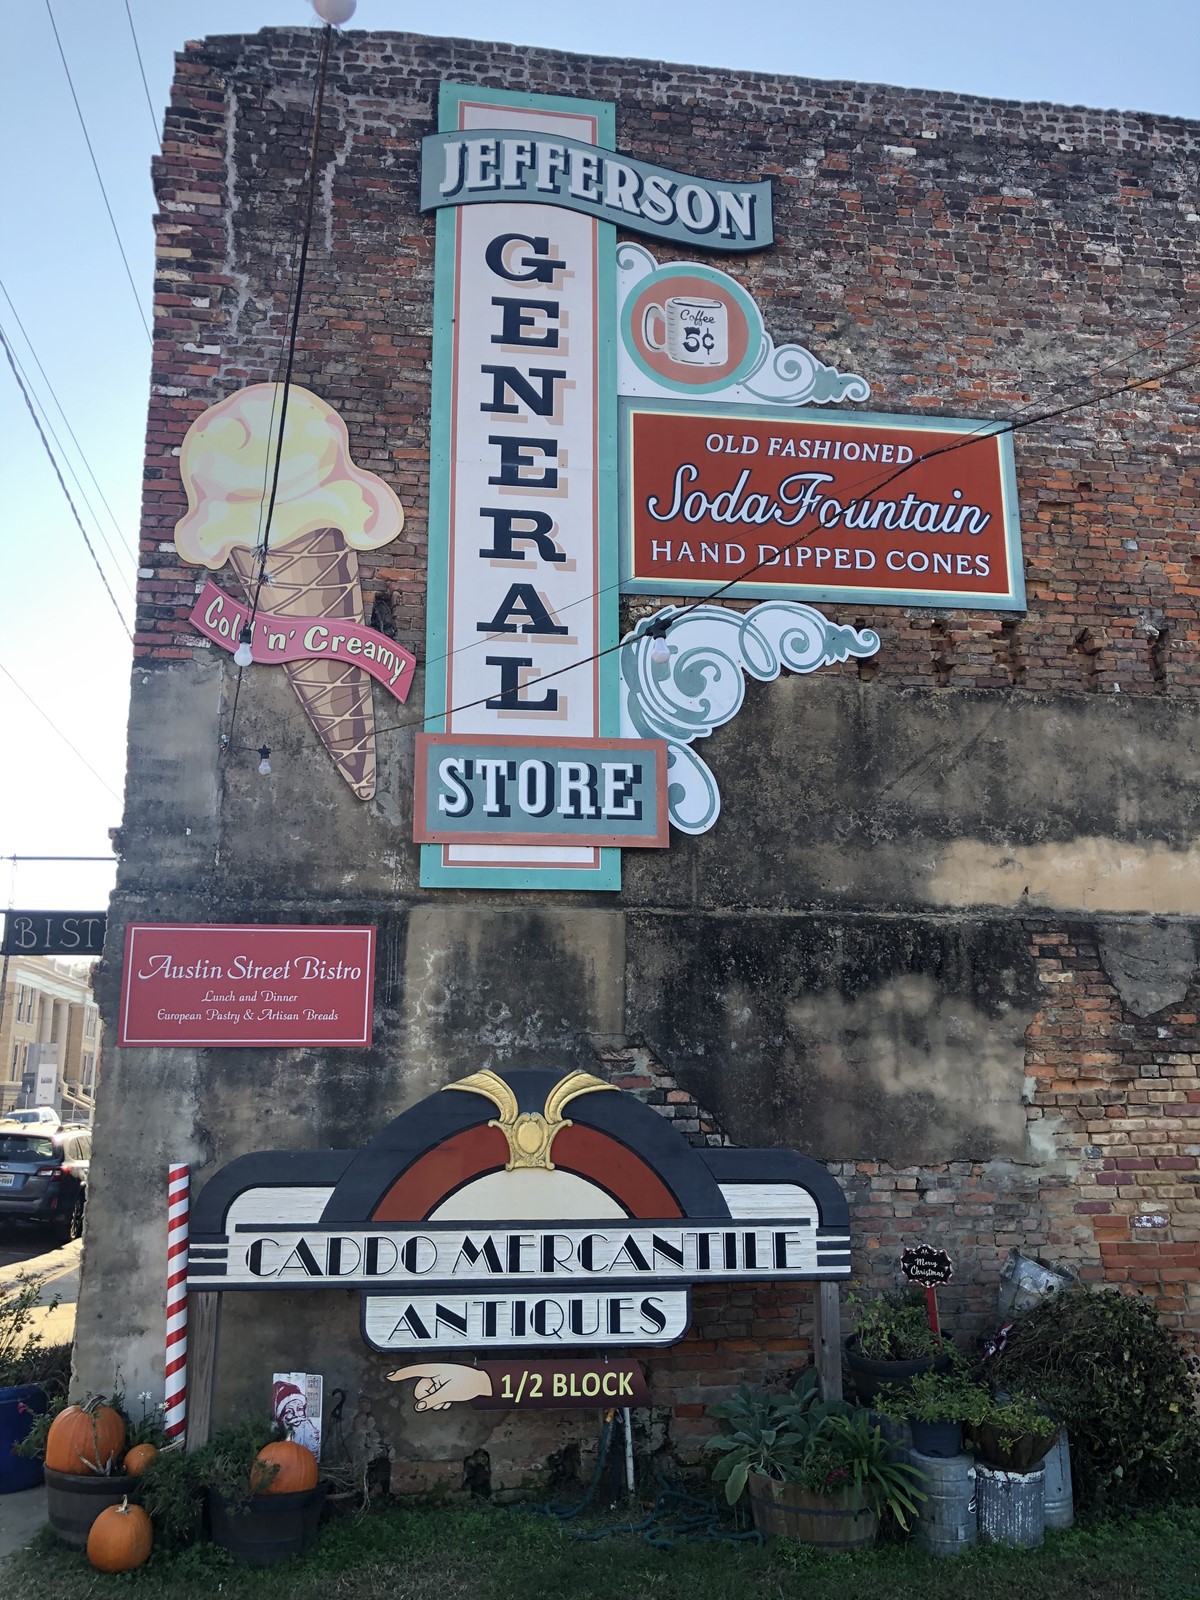 JEFFERSON
GENERAL
STORE
Coffee
5¢
OLD FASHIONED
Soda Fountain
HAND DIPPED CONES
Cold 'n' Creamy
BIST
Austin Street Bistro
Lunch and Dinner
European Pastry & Artisan Breads
CADDO MERCANTILE
ANTIQUES
1/2 BLOCK
Merry
Christmas